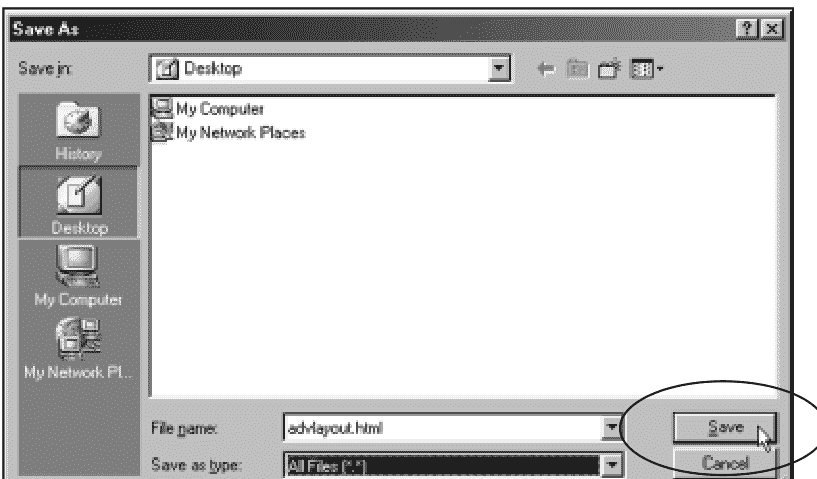 Save As
Save in:
Desktop
My Computer
My Network Places
History
Desktop
My Computer
My Network Pl...
File name:
advlayout.html
Save
Save as type:
All Files (*.*)
Cancel